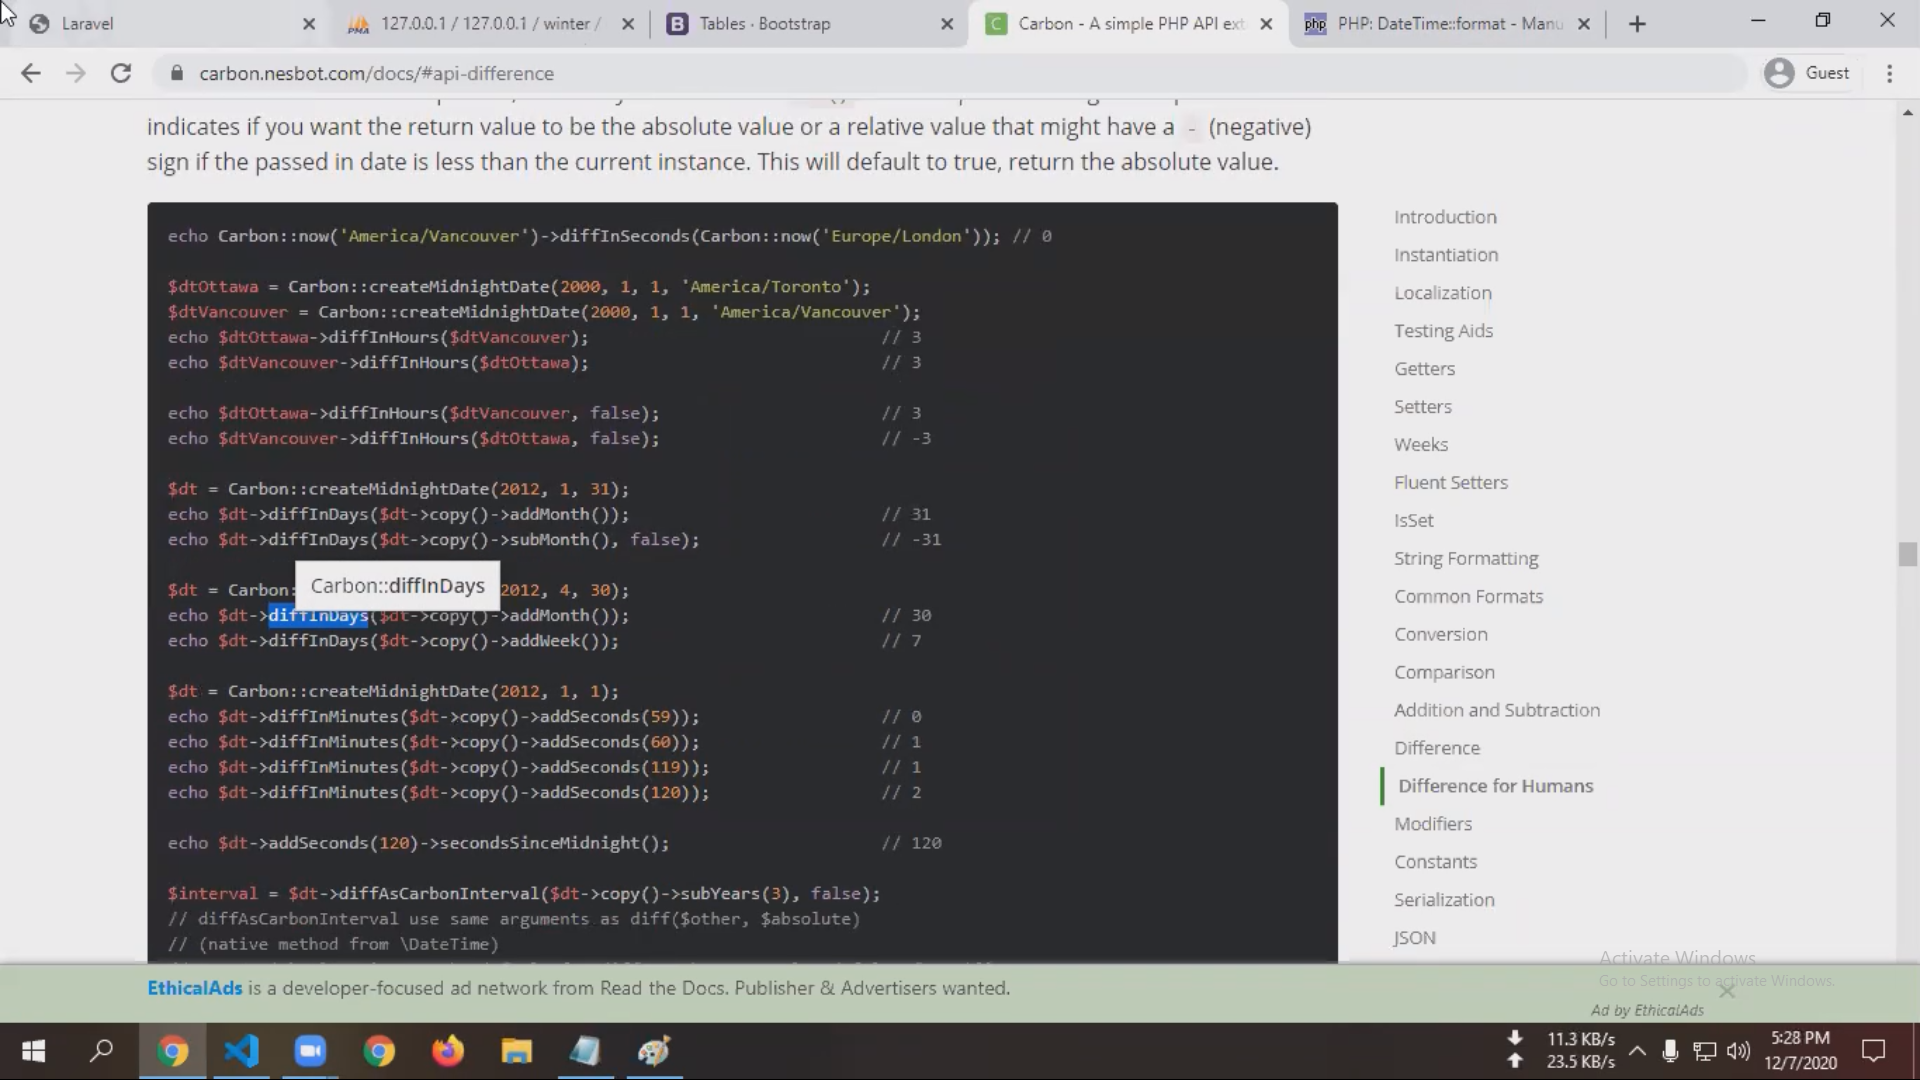 Laravel
127.0.0.1 / 127.0.0.1 / winter /
Tables · Bootstrap
Carbon - A simple PHP API ext
PHP: DateTime::format - Manu
carbon.nesbot.com/docs/#api-difference
Guest
indicates if you want the return value to be the absolute value or a relative value that might have a - (negative)
sign if the passed in date is less than the current instance. This will default to true, return the absolute value.
echo Carbon::now('America/Vancouver')->diffInSeconds(Carbon::now('Europe/London')); // 0
$dtOttawa = Carbon::createMidnightDate(2000, 1, 1, 'America/Toronto');
$dtVancouver = Carbon::createMidnightDate(2000, 1, 1, 'America/Vancouver');
echo $dtOttawa->diffInHours($dtVancouver); // 3
echo $dtVancouver->diffInHours($dtOttawa); // 3
echo $dtOttawa->diffInHours($dtVancouver, false); // 3
echo $dtVancouver->diffInHours($dtOttawa, false); // -3
$dt = Carbon::createMidnightDate(2012, 1, 31);
echo $dt->diffInDays($dt->copy()->addMonth()); // 31
echo $dt->diffInDays($dt->copy()->subMonth(), false); // -31
$dt = Carbon: 2012, 4, 30);
Carbon::diffInDays
echo $dt->diffInDays($dt->copy()->addMonth()); // 30
echo $dt->diffInDays($dt->copy()->addWeek()); // 7
$dt = Carbon::createMidnightDate(2012, 1, 1);
echo $dt->diffInMinutes($dt->copy()->addSeconds(59)); // 0
echo $dt->diffInMinutes($dt->copy()->addSeconds(60)); // 1
echo $dt->diffInMinutes($dt->copy()->addSeconds(119)); // 1
echo $dt->diffInMinutes($dt->copy()->addSeconds(120)); // 2
echo $dt->addSeconds(120)->secondsSinceMidnight(); // 120
$interval = $dt->diffAsCarbonInterval($dt->copy()->subYears(3), false);
// diffAsCarbonInterval use same arguments as diff($other, $absolute)
// (native method from \DateTime)
Introduction
Instantiation
Localization
Testing Aids
Getters
Setters
Weeks
Fluent Setters
IsSet
String Formatting
Common Formats
Conversion
Comparison
Addition and Subtraction
Difference
Difference for Humans
Modifiers
Constants
Serialization
JSON
Activate Windows
Go to Settings to activate Windows.
EthicalAds is a developer-focused ad network from Read the Docs. Publisher & Advertisers wanted.
Ad by EthicalAds
11.3 KB/s
23.5 KB/s
5:28 PM
12/7/2020